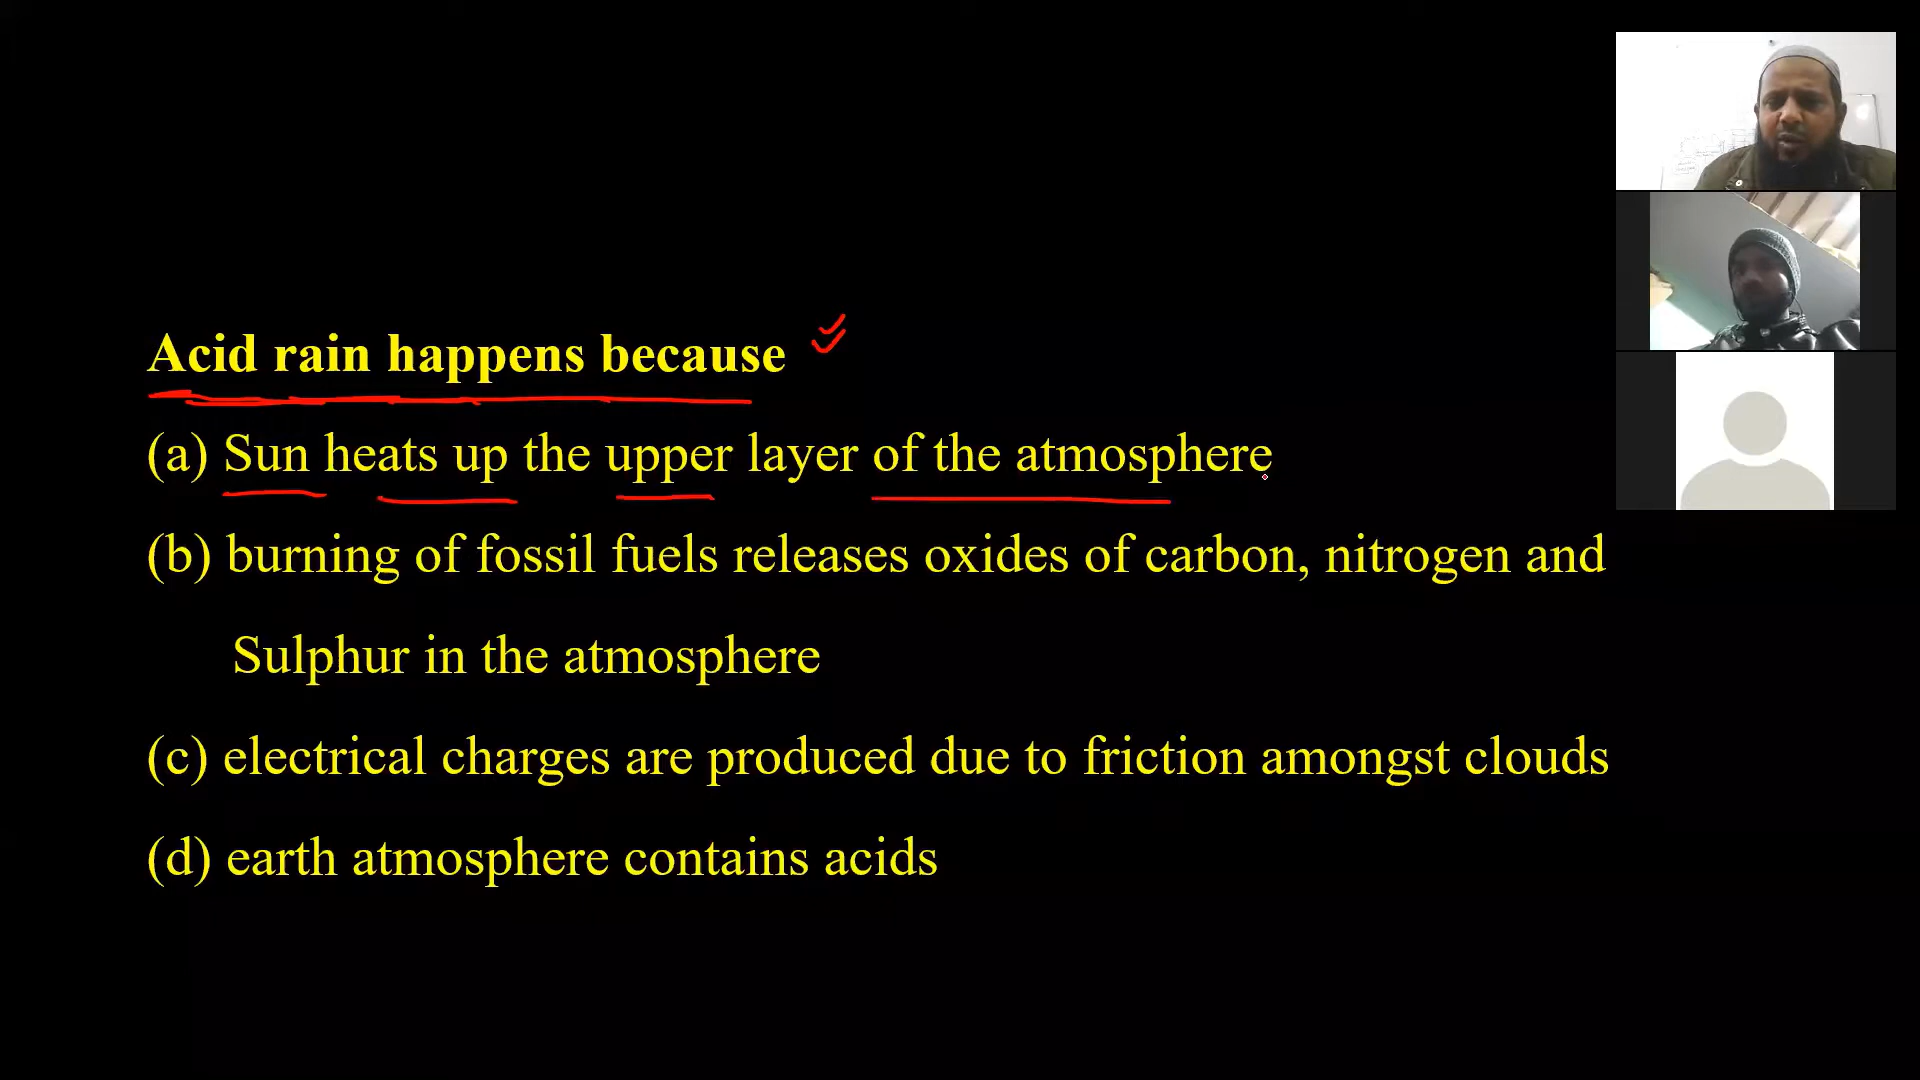 Acid rain happens because
(a) Sun heats up the upper layer of the atmosphere
(b) burning of fossil fuels releases oxides of carbon, nitrogen and
Sulphur in the atmosphere
(c) electrical charges are produced due to friction amongst clouds
(d) earth atmosphere contains acids